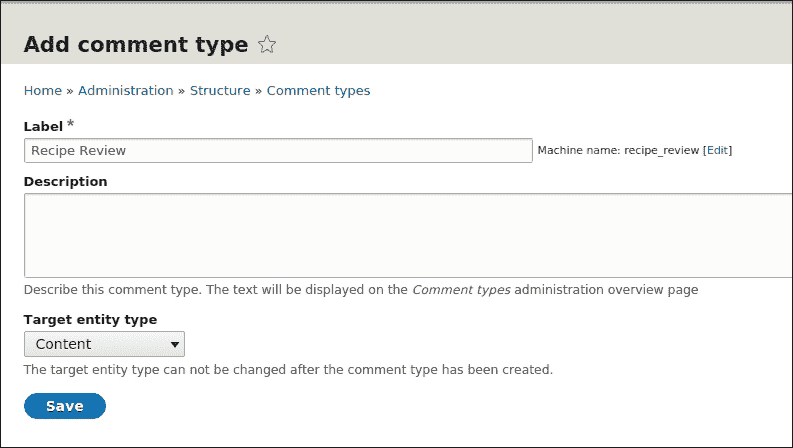 Add comment type
Home » Administration » Structure » Comment types
Label *
Recipe Review
Machine name: recipe_review [Edit]
Description
Describe this comment type. The text will be displayed on the Comment types administration overview page
Target entity type
Content
The target entity type can not be changed after the comment type has been created.
Save